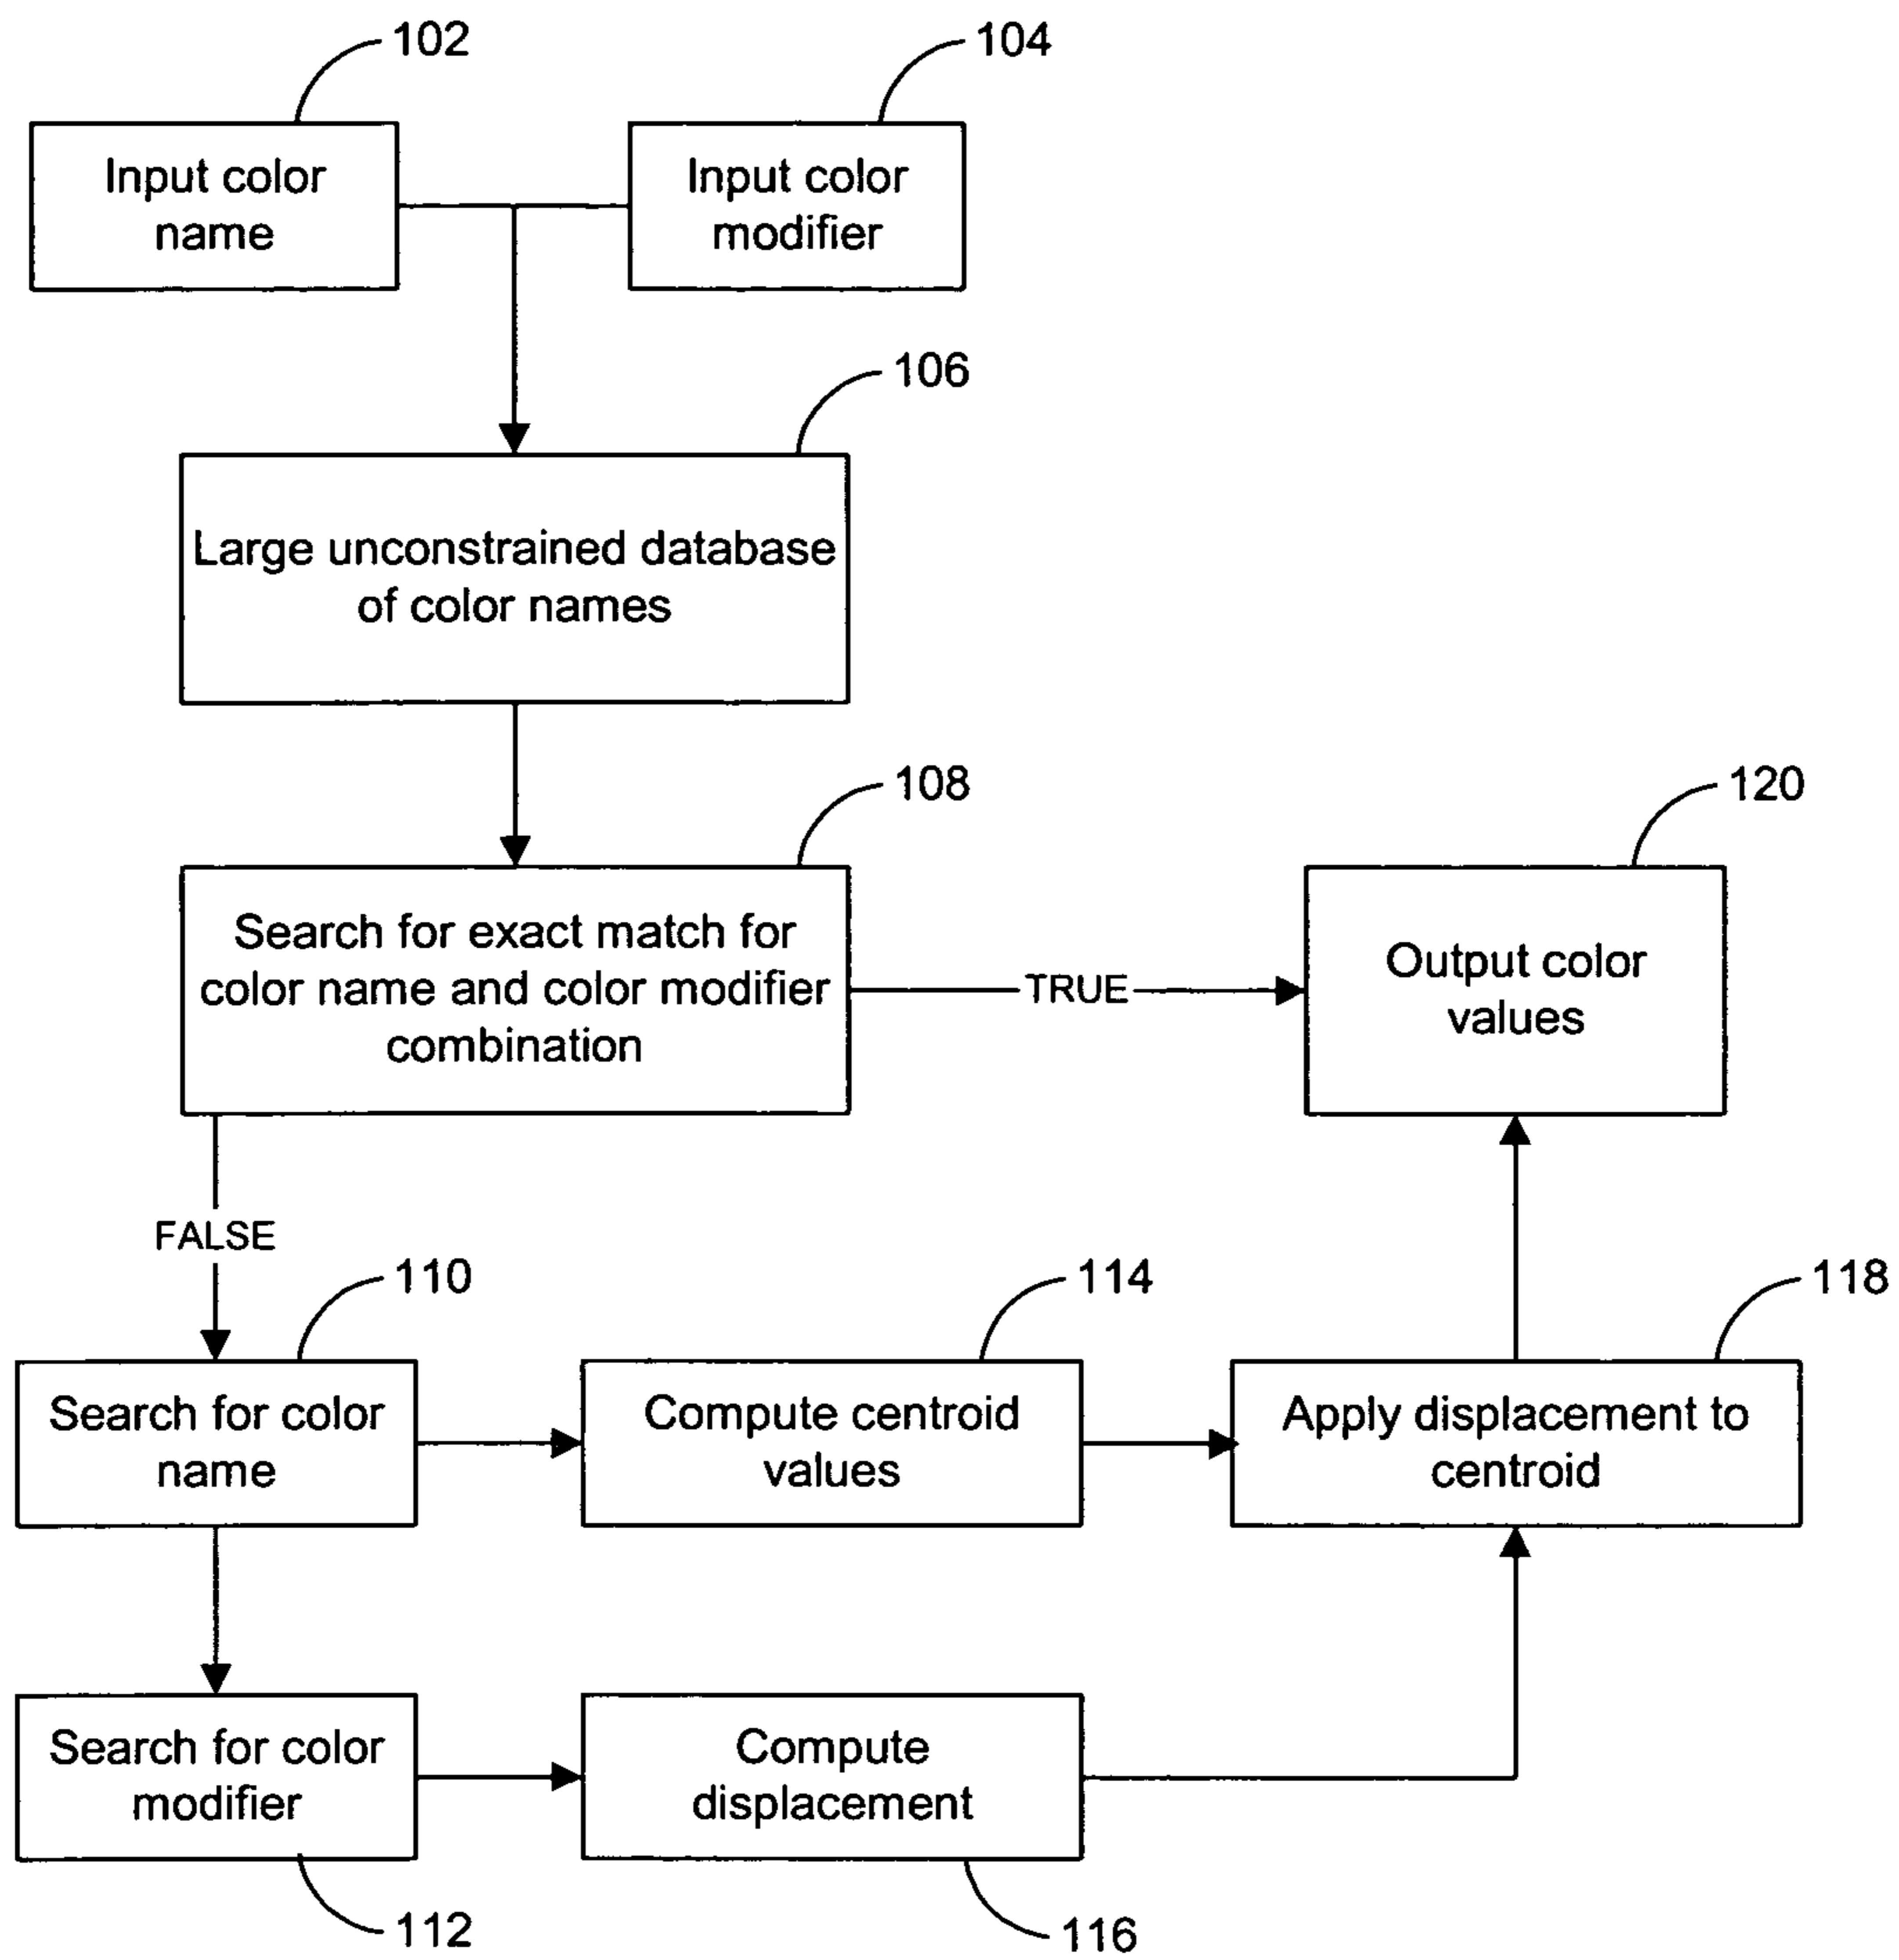 102
104
Input color
name
Input color
modifier
106
Large unconstrained database
of color names
108
120
Search for exact match for
color name and color modifier
combination
TRUE
Output color
values
FALSE
110
114
118
Search for color
name
Compute centroid
values
Apply displacement to
centroid
Search for color
modifier
Compute
displacement
112
116